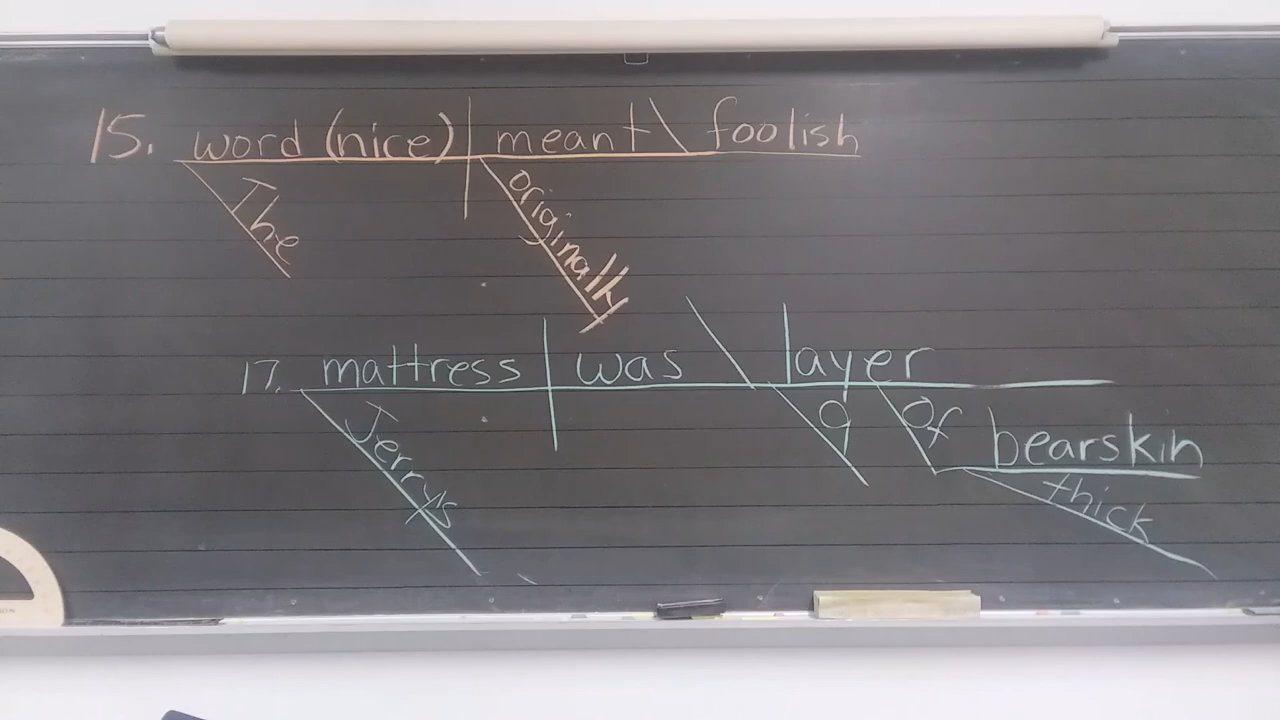 15. word (nice) meant foolish
The originally
17. mattress was layer
Jerry's a of bearskin
thick